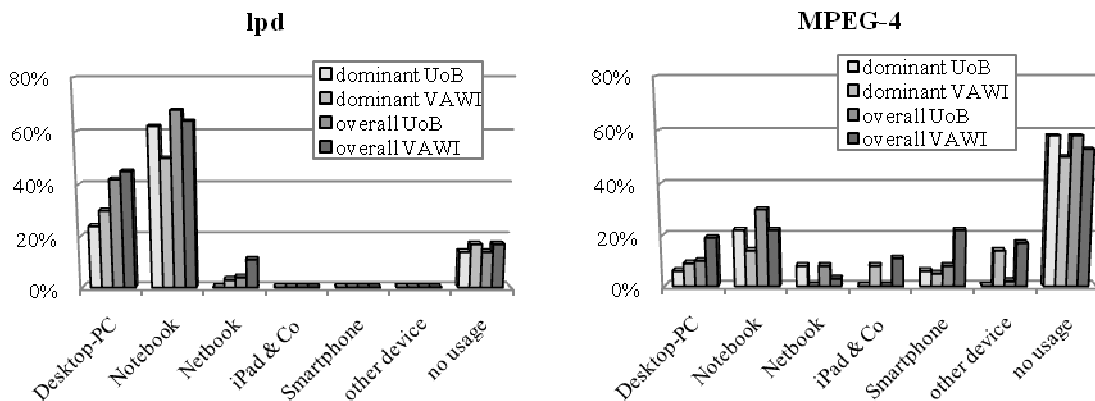 lpd
80%
60%
40%
20%
0%
dominant UoB
dominant VAWI
overall UoB
overall VAWI
Desktop-PC
Notebook
Netbook
iPad & Co
Smartphone
other device
no usage
MPEG-4
80%
60%
40%
20%
0%
dominant UoB
dominant VAWI
overall UoB
overall VAWI
Desktop-PC
Notebook
Netbook
iPad & Co
Smartphone
other device
no usage